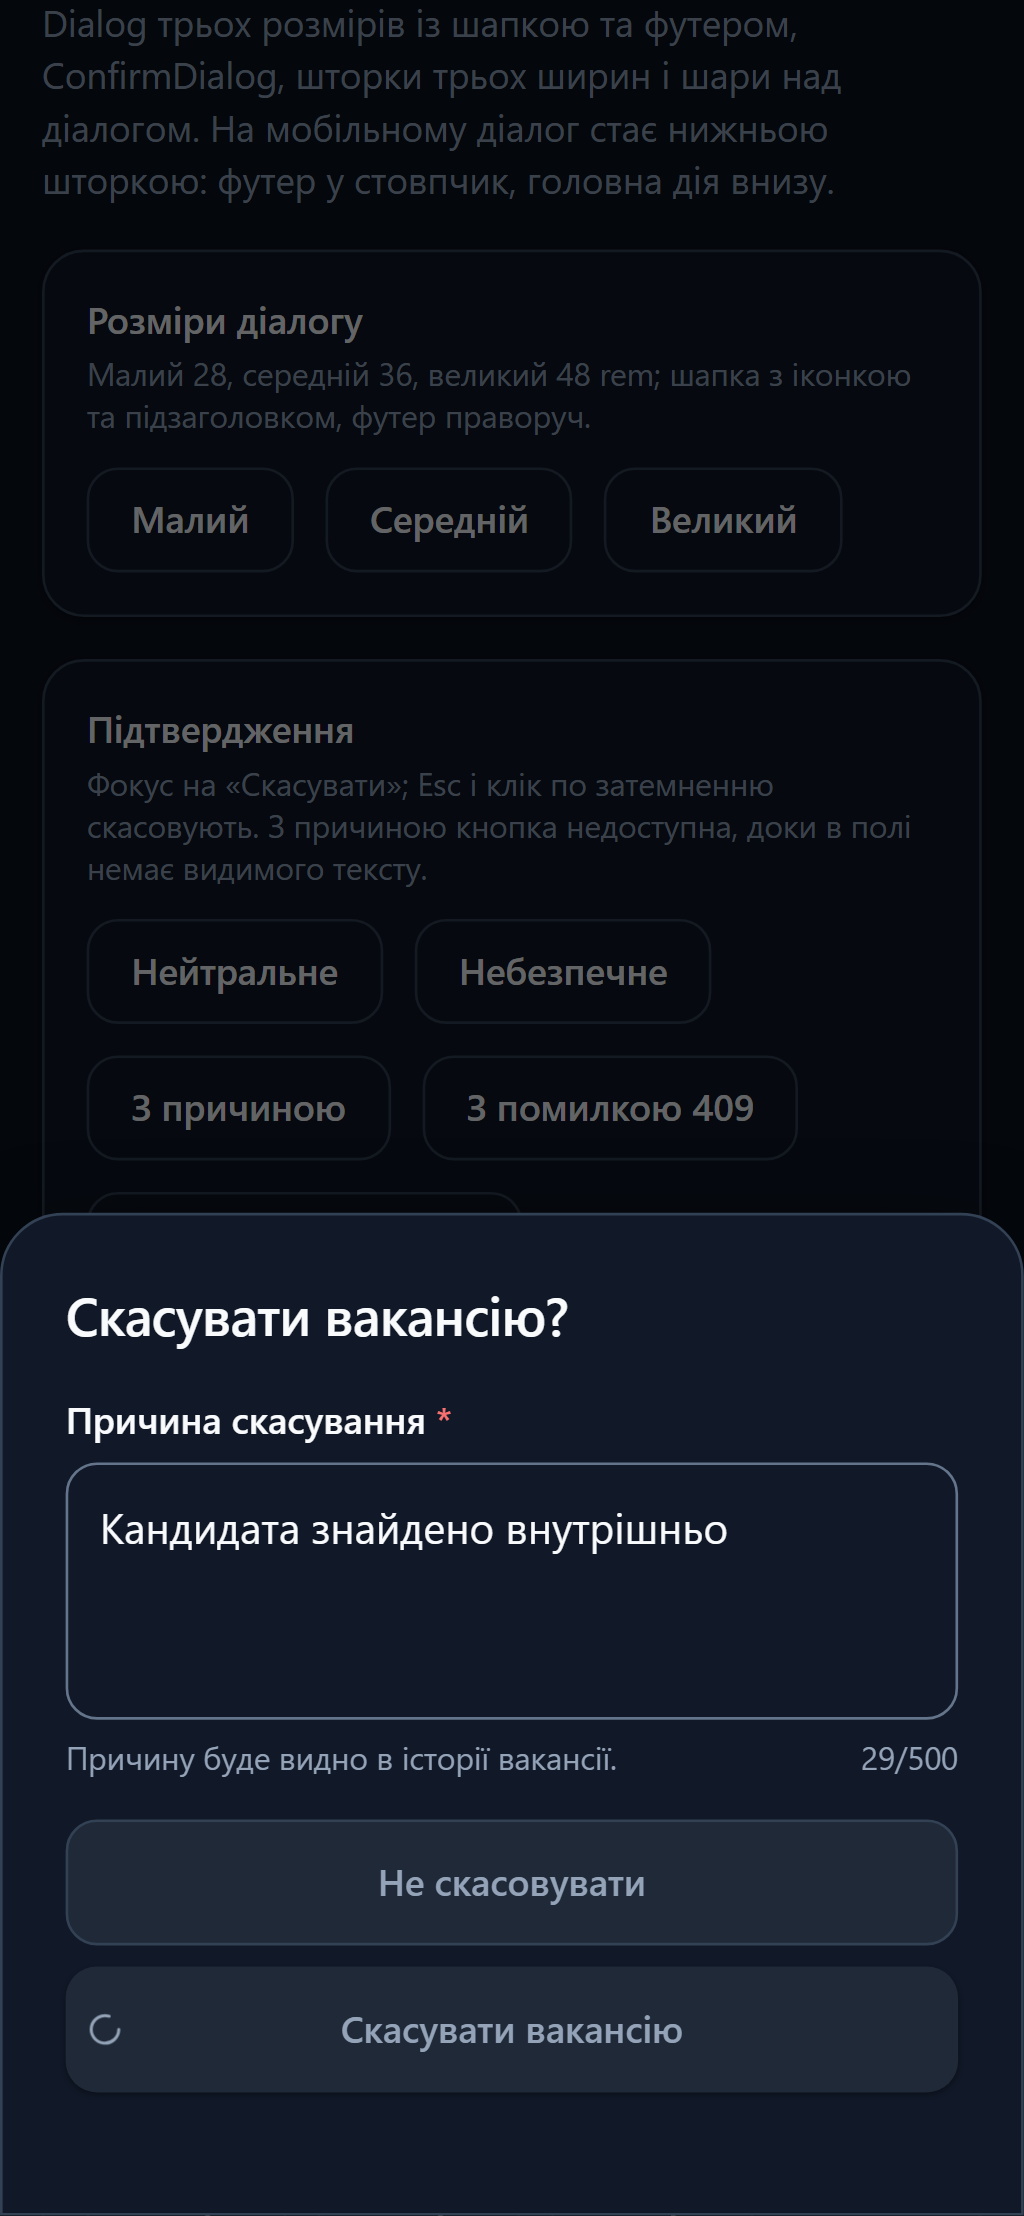 Dialog трьох розмірів із шапкою та футером,
ConfirmDialog, шторки трьох ширин і шари над
діалогом. На мобільному діалог стає нижньою
шторкою: футер у стовпчик, головна дія внизу.
Розміри діалогу
Малий 28, середній 36, великий 48 rem; шапка з іконкою
та підзаголовком, футер праворуч.
Малий
Середній
Великий
Підтвердження
Фокус на «Скасувати»; Esc і клік по затемненню
скасовують. З причиною кнопка недоступна, доки в полі
немає видимого тексту.
Нейтральне
Небезпечне
З причиною
З помилкою 409
Скасувати вакансію?
Причина скасування *
Кандидата знайдено внутрішньо
Причину буде видно в історії вакансії.
29/500
Не скасовувати
Скасувати вакансію